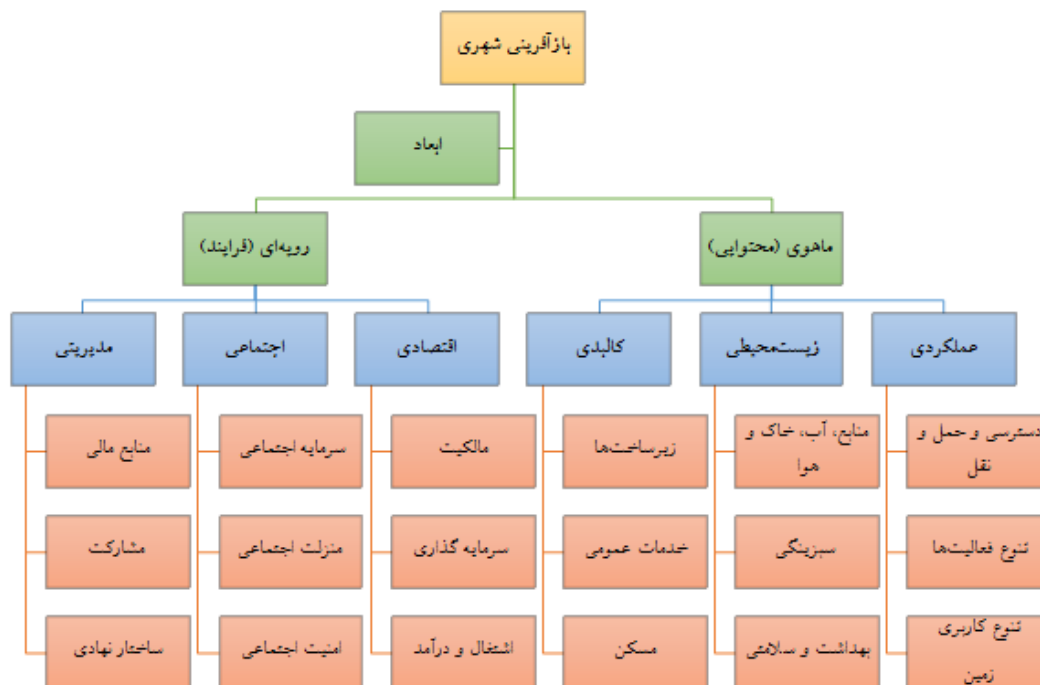 بازآفرینی شهری
ابعاد
ماهوی (محتوایی)
رویه‌ای (فرایند)
عملکردی
زیست‌محیطی
کالبدی
اقتصادی
اجتماعی
مدیریتی
دسترسی و حمل و
نقل
منابع، آب، خاک و
هوا
زیرساخت‌ها
مالکیت
سرمایه اجتماعی
منابع مالی
تنوع فعالیت‌ها
سبزینگی
خدمات عمومی
سرمایه گذاری
منزلت اجتماعی
مشارکت
تنوع کاربری
زمین
بهداشت و سلامتی
مسکن
اشتغال و درآمد
امنیت اجتماعی
ساختار نهادی